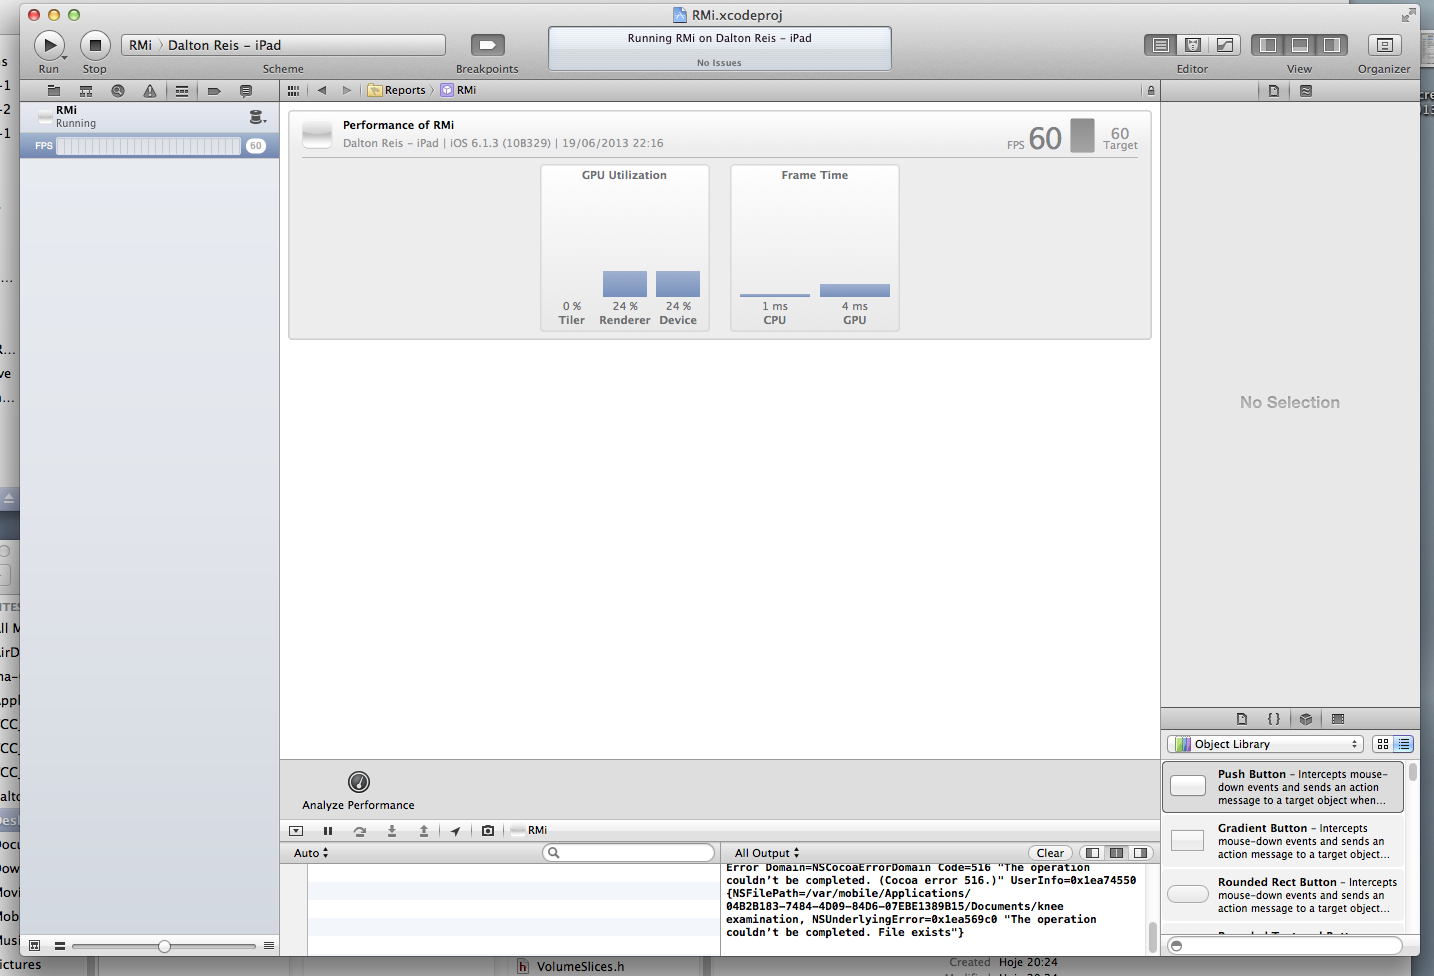 RMi.xcodeproj
RMi 〉 Dalton Reis – iPad
Running RMi on Dalton Reis – iPad
No Issues
Run
Stop
Scheme
Breakpoints
Editor
View
Organizer
Reports 〉 RMi
RMi
Running
FPS 60
Performance of RMi
Dalton Reis – iPad | iOS 6.1.3 (10B329) | 19/06/2013 22:16
FPS 60
60
Target
GPU Utilization
0 % 24 % 24 %
Tiler Renderer Device
Frame Time
1 ms 4 ms
CPU GPU
No Selection
Analyze Performance
RMi
Auto
All Output
Clear
Error Domain=NSCocoaErrorDomain Code=516 "The operation
couldn’t be completed. (Cocoa error 516.)" UserInfo=0x1ea74550
{NSFilePath=/var/mobile/Applications/
04B2B183-7484-4D09-84D6-07EBE1389B15/Documents/knee
examination, NSUnderlyingError=0x1ea569c0 "The operation
couldn’t be completed. File exists"}
{ }
Object Library
Push Button – Intercepts mouse-
down events and sends an action
message to a target object when...
Gradient Button – Intercepts
mouse-down events and sends an
action message to a target object...
Rounded Rect Button – Intercepts
mouse-down events and sends an
action message to a target object...
VolumeSlices.h
Created Hoje 20:24